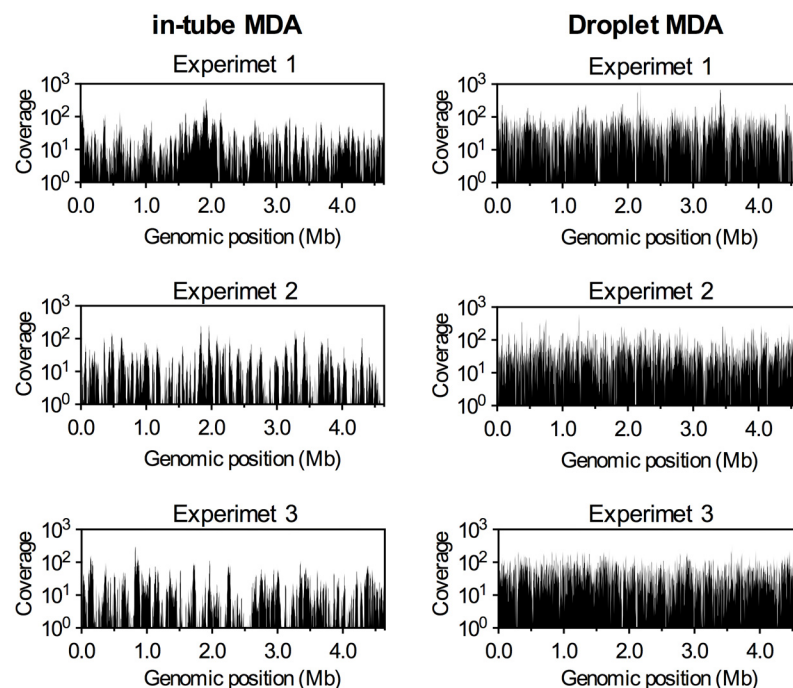 in-tube MDA
Experimet 1
Coverage
10³
10²
10¹
10⁰
0.0 1.0 2.0 3.0 4.0
Genomic position (Mb)
Experimet 2
Coverage
10³
10²
10¹
10⁰
0.0 1.0 2.0 3.0 4.0
Genomic position (Mb)
Experimet 3
Coverage
10³
10²
10¹
10⁰
0.0 1.0 2.0 3.0 4.0
Genomic position (Mb)
Droplet MDA
Experimet 1
Coverage
10³
10²
10¹
10⁰
0.0 1.0 2.0 3.0 4.0
Genomic position (Mb)
Experimet 2
Coverage
10³
10²
10¹
10⁰
0.0 1.0 2.0 3.0 4.0
Genomic position (Mb)
Experimet 3
Coverage
10³
10²
10¹
10⁰
0.0 1.0 2.0 3.0 4.0
Genomic position (Mb)